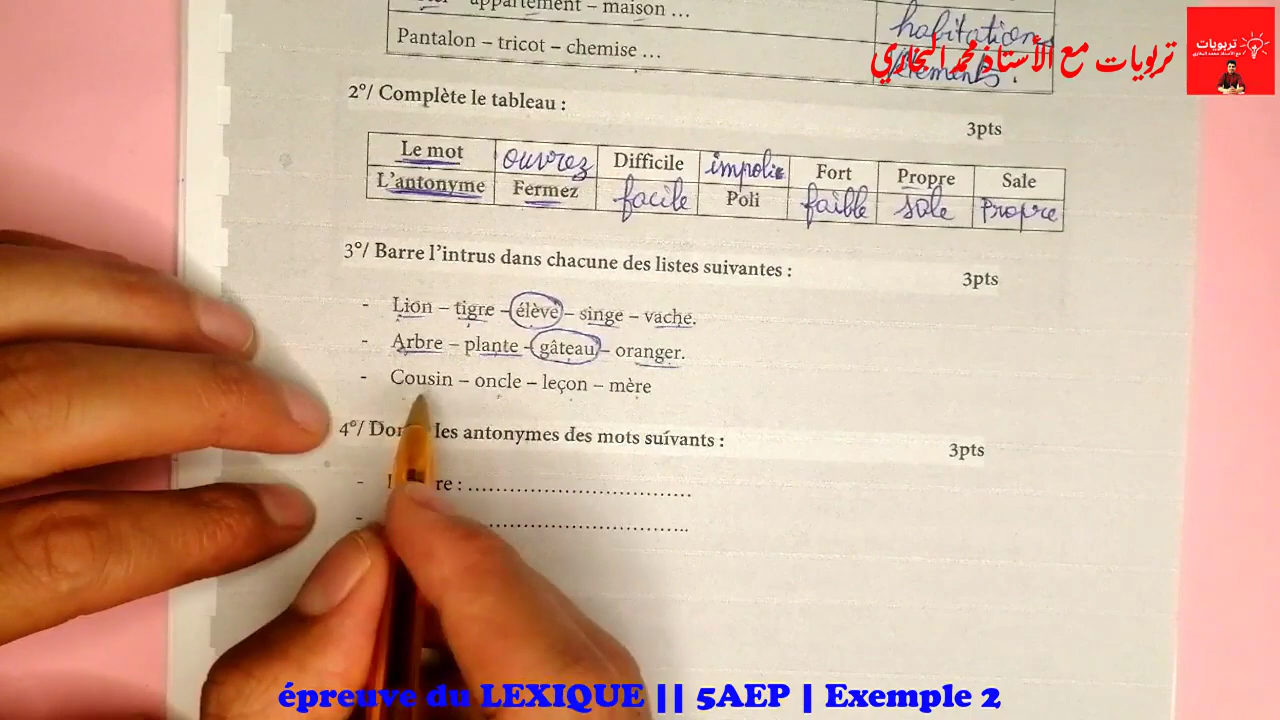 appartement – maison ...
habitation
Pantalon – tricot – chemise ...
vêtements.
تربويات مع الأستاذ محمد البخاري
تربويات
2°/ Complète le tableau :
3pts
Le mot ouvrez Difficile impoli Fort Propre Sale
L'antonyme Fermez facile Poli faible sale Propre
3°/ Barre l'intrus dans chacune des listes suivantes :
3pts
- Lion – tigre – élève – singe – vache.
- Arbre – plante – gâteau – oranger.
- Cousin – oncle – leçon – mère
4°/ les antonymes des mots suivants :
3pts
épreuve du LEXIQUE || 5AEP | Exemple 2